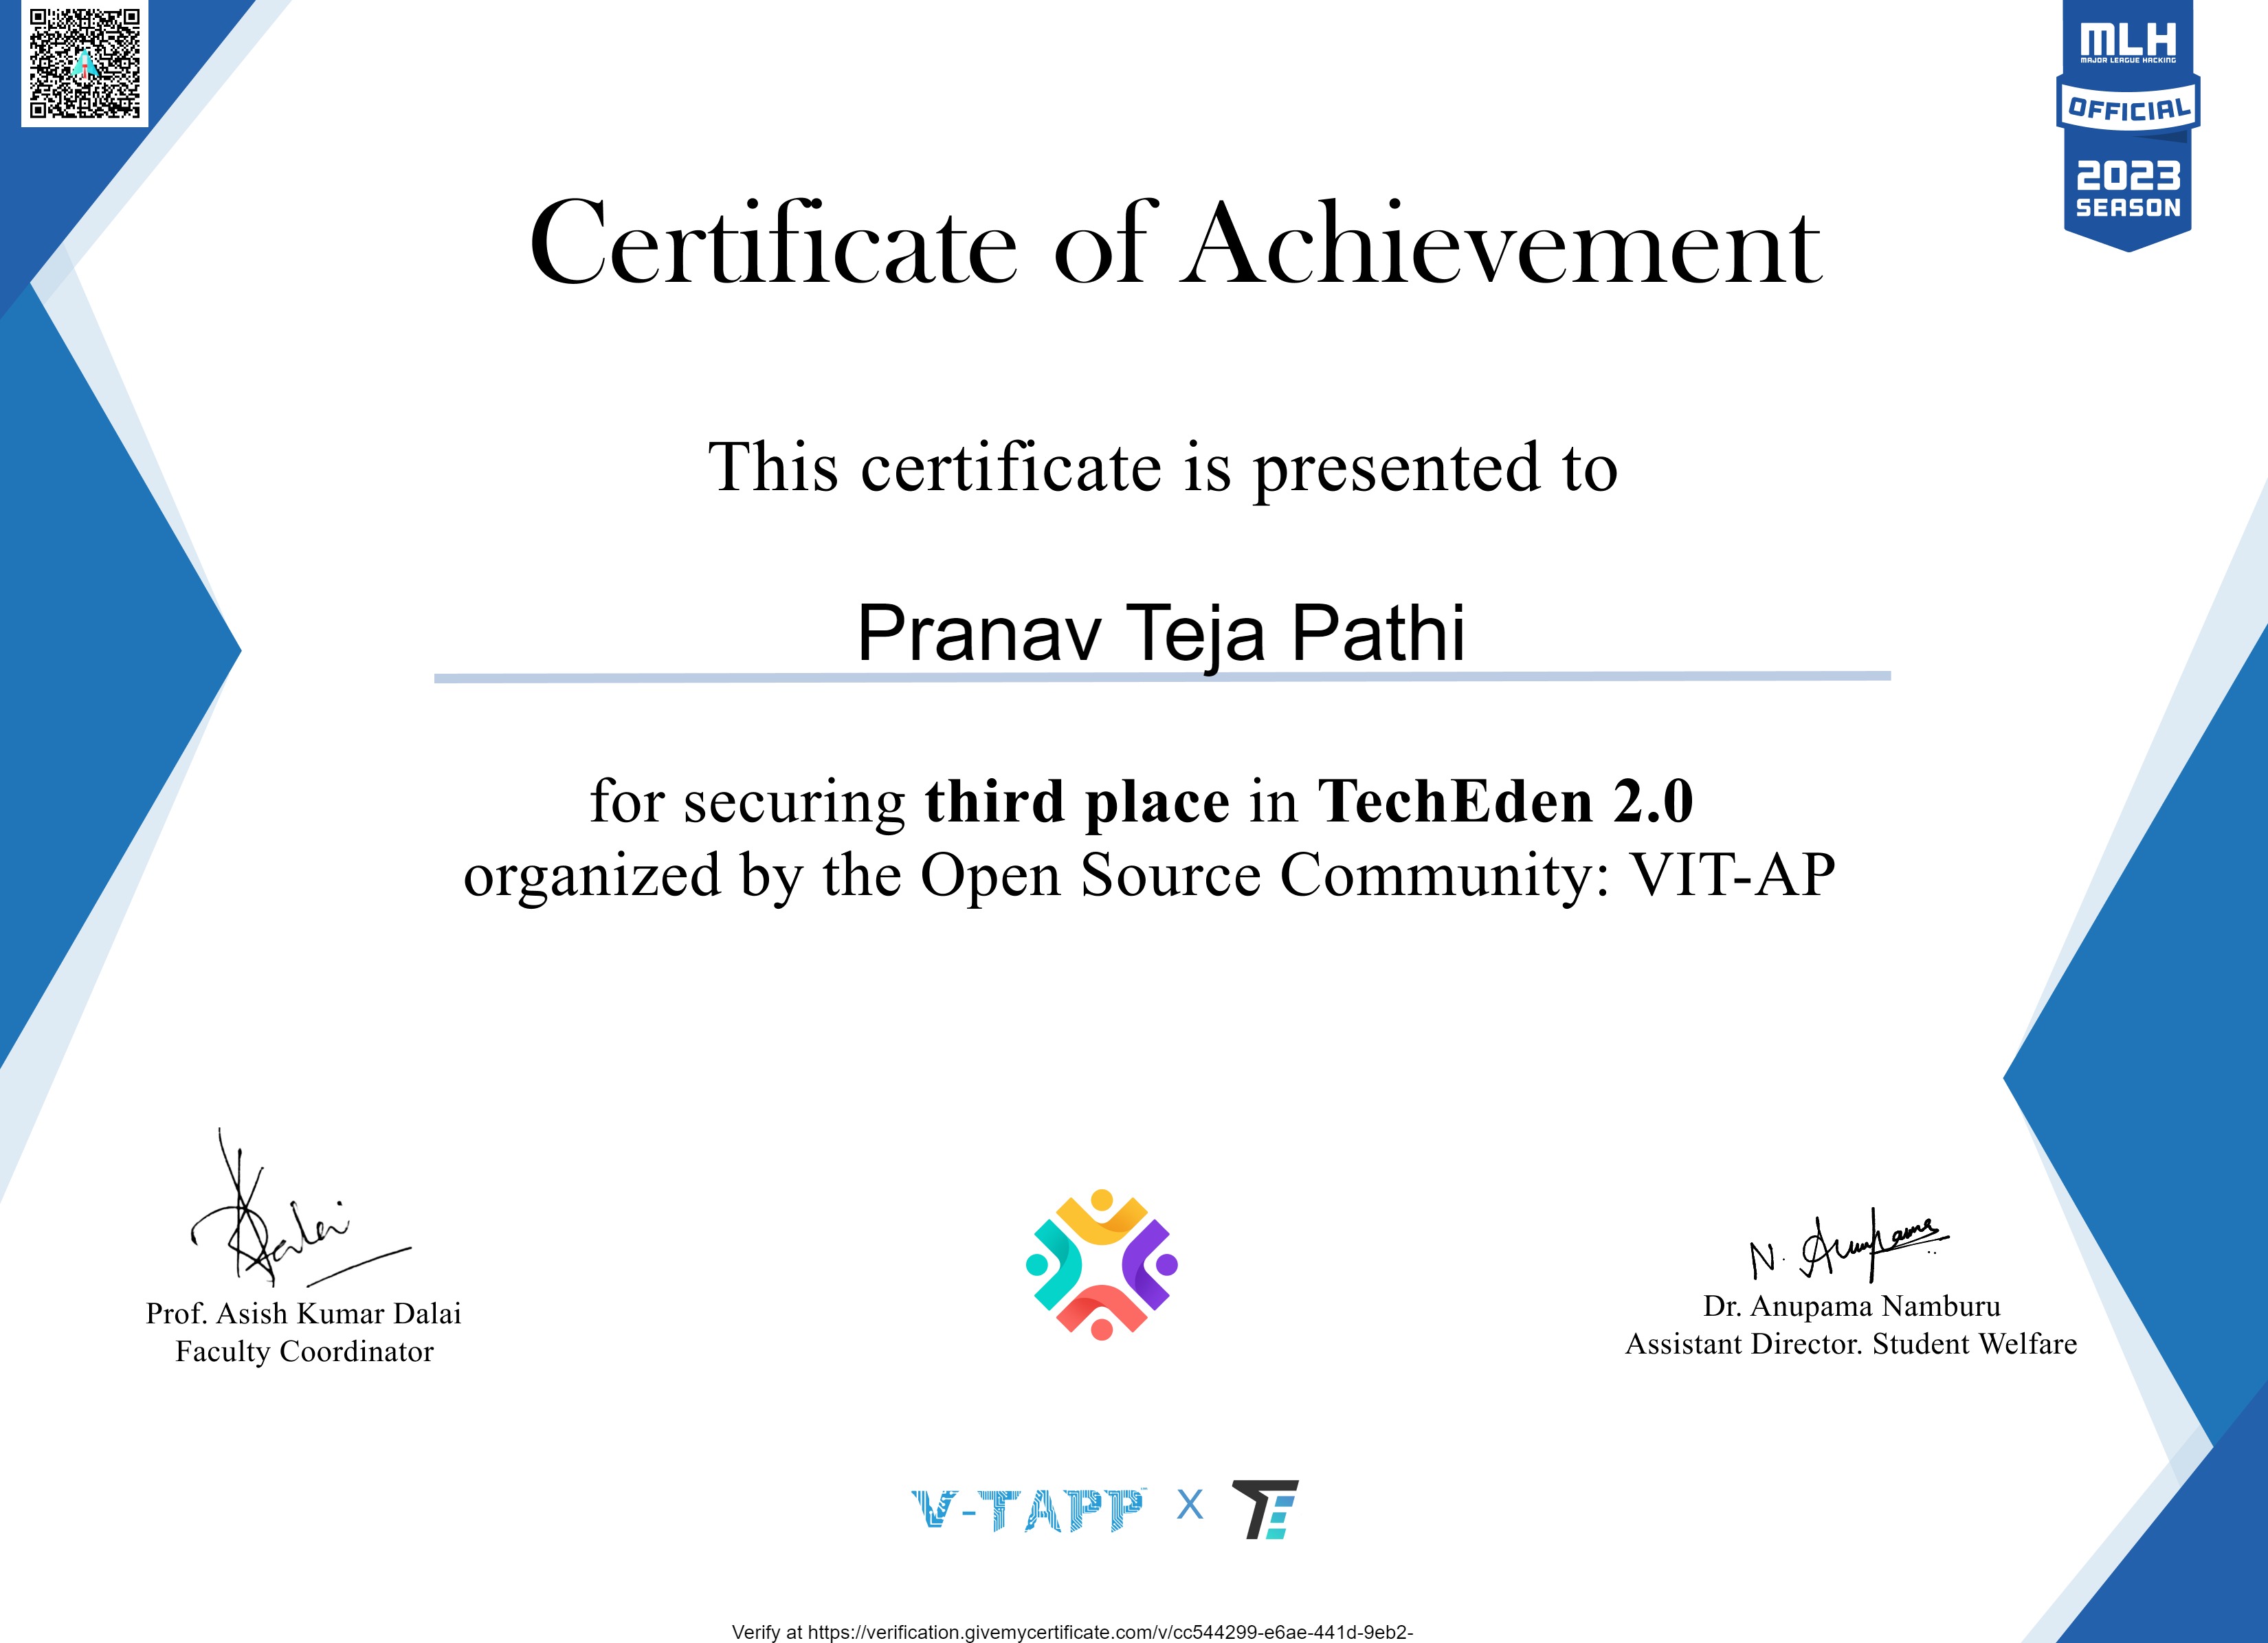 MLH
MAJOR LEAGUE HACKING
OFFICIAL
2023
SEASON
Certificate of Achievement
This certificate is presented to
Pranav Teja Pathi
for securing third place in TechEden 2.0
organized by the Open Source Community: VIT-AP
Dalai
Prof. Asish Kumar Dalai
Faculty Coordinator
N. Anupama
Dr. Anupama Namburu
Assistant Director. Student Welfare
V-TAPP X TE
Verify at https://verification.givemycertificate.com/v/cc544299-e6ae-441d-9eb2-